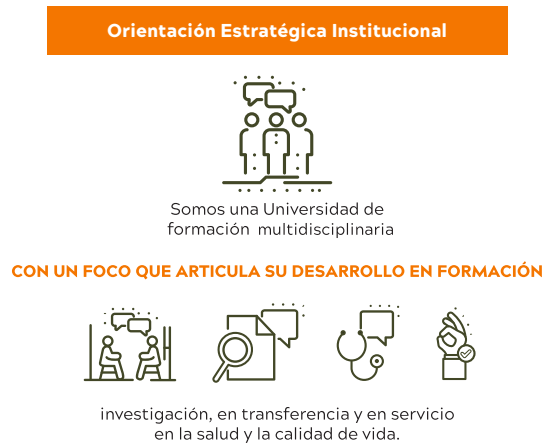 Orientación Estratégica Institucional
Somos una Universidad de
formación multidisciplinaria
CON UN FOCO QUE ARTICULA SU DESARROLLO EN FORMACIÓN
investigación, en transferencia y en servicio
en la salud y la calidad de vida.